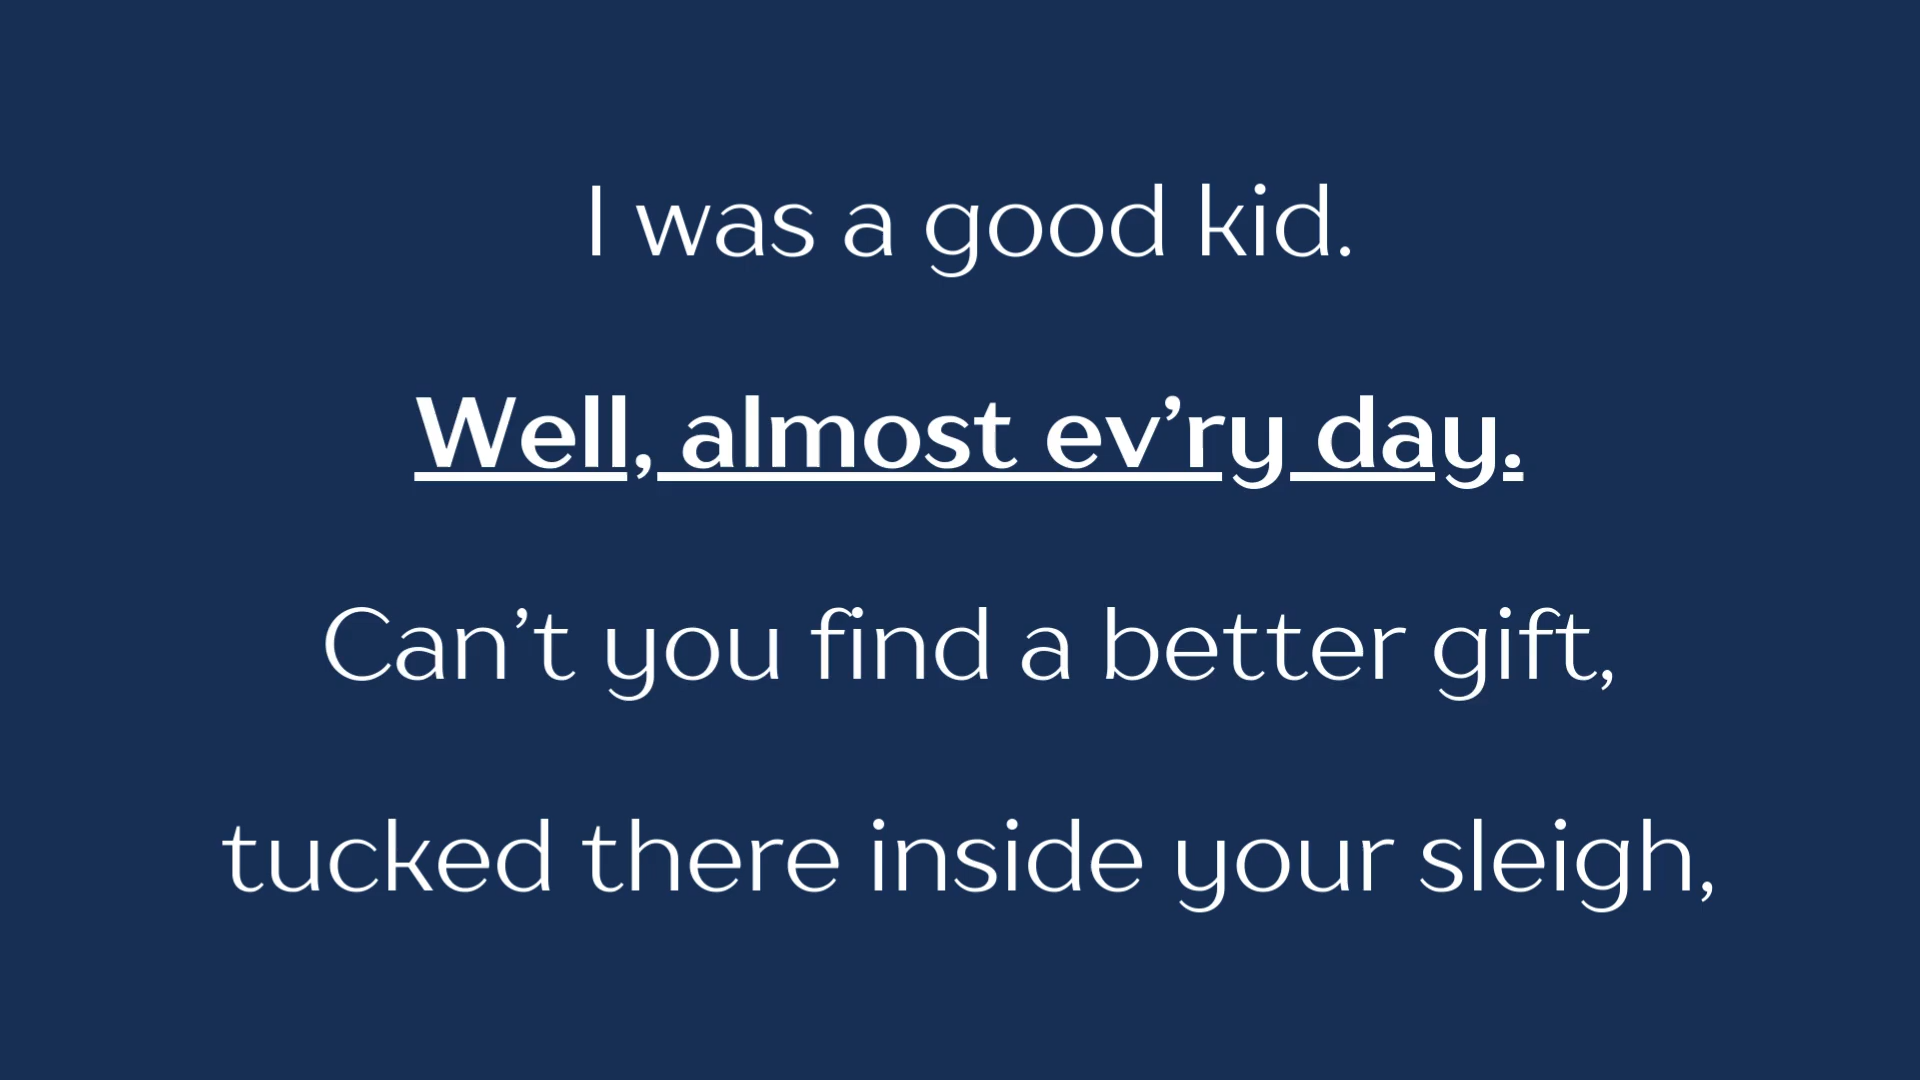 I was a good kid.
Well, almost ev’ry day.
Can’t you find a better gift,
tucked there inside your sleigh,